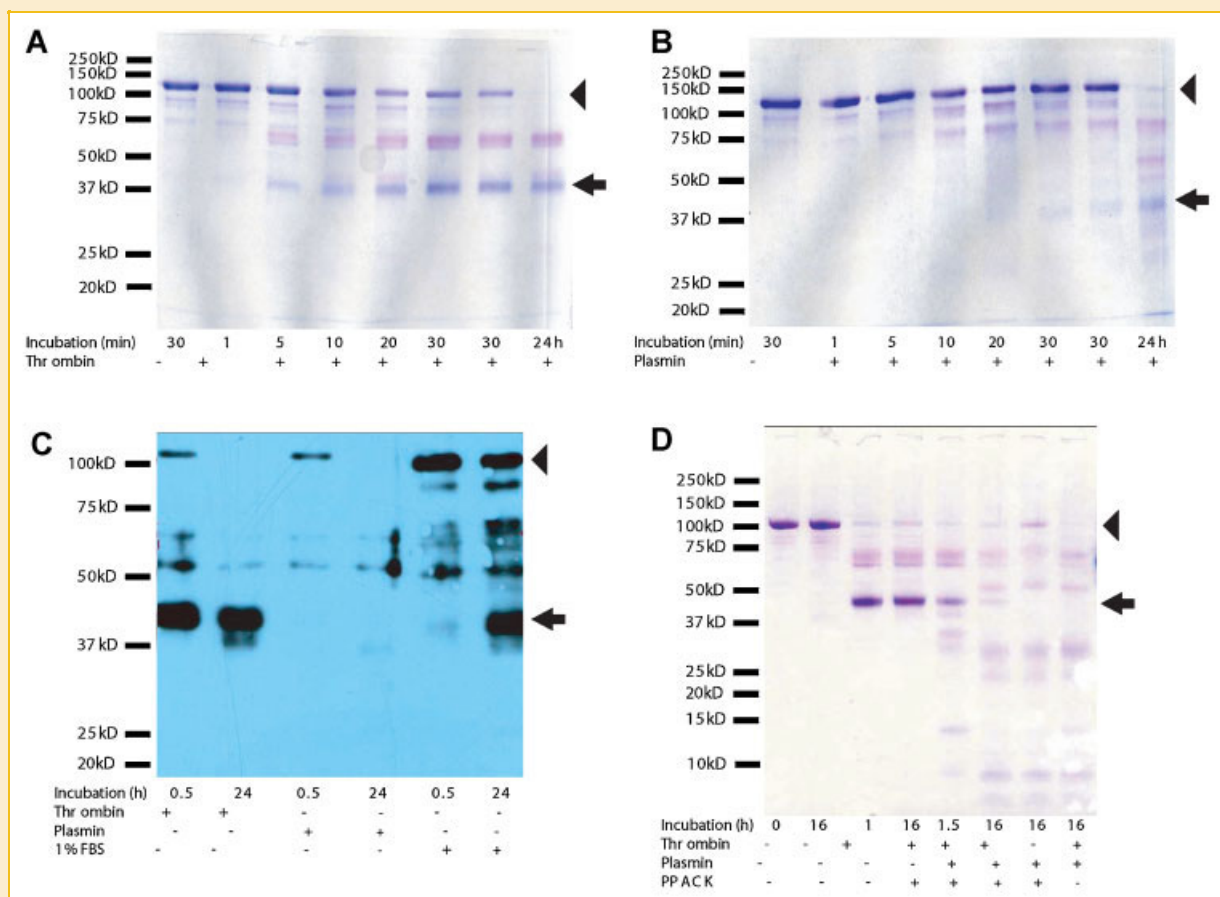 A
250kD
150kD
100kD
75kD
50kD
37kD
25kD
20kD
Incubation (min) 30 1 5 10 20 30 30 24h
Thr ombin - + + + + + + +
B
250kD
150kD
100kD
75kD
50kD
37kD
25kD
20kD
Incubation (min) 30 1 5 10 20 30 30 24h
Plasmin - + + + + + + +
C
100kD
75kD
50kD
37kD
25kD
20kD
Incubation (h) 0.5 24 0.5 24 0.5 24
Thr ombin + + - - - -
Plasmin - - + + - -
1% FBS - - - - + +
D
250kD
150kD
100kD
75kD
50kD
37kD
25kD
20kD
15kD
10kD
Incubation (h) 0 16 1 16 1.5 16 16 16
Thr ombin - - + + + + - +
Plasmin - - - - + + + +
PP A C K - - - + + + + -